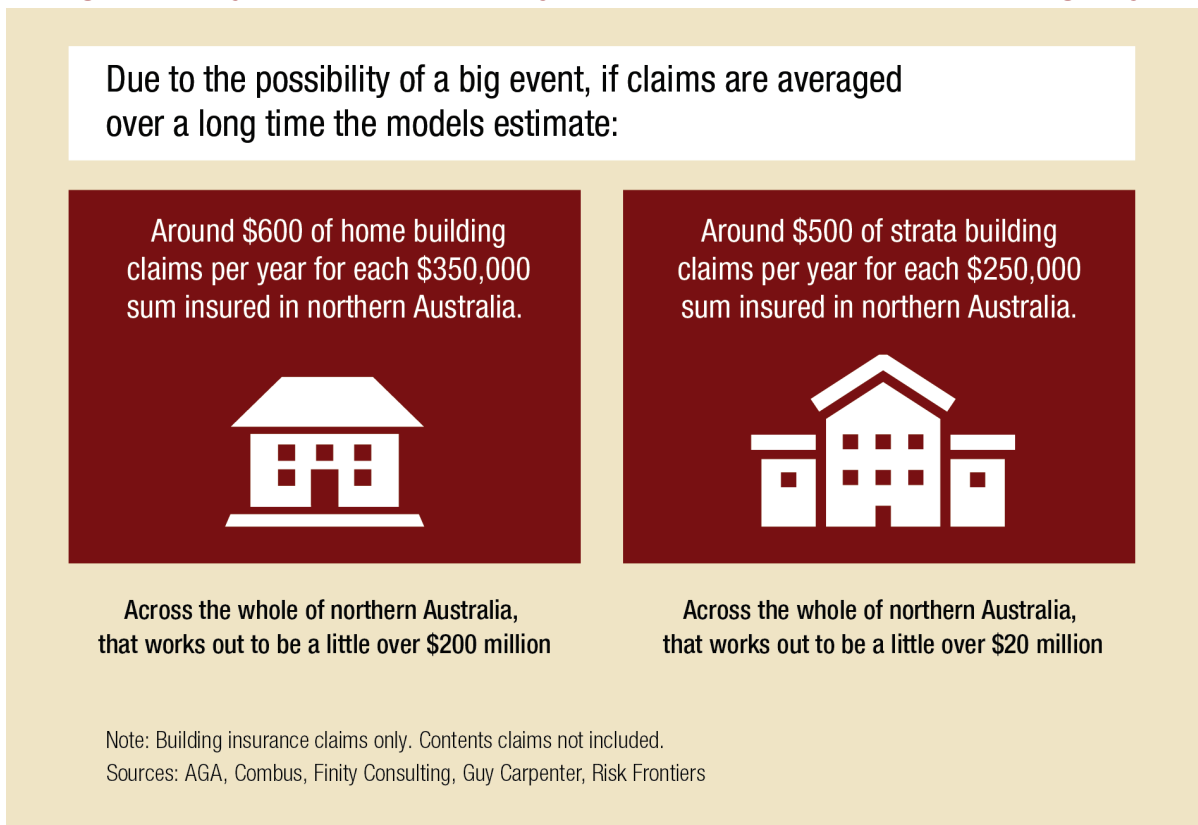 Due to the possibility of a big event, if claims are averaged
over a long time the models estimate:
Around $600 of home building
claims per year for each $350,000
sum insured in northern Australia.
Around $500 of strata building
claims per year for each $250,000
sum insured in northern Australia.
Across the whole of northern Australia,
that works out to be a little over $200 million
Across the whole of northern Australia,
that works out to be a little over $20 million
Note: Building insurance claims only. Contents claims not included.
Sources: AGA, Combus, Finity Consulting, Guy Carpenter, Risk Frontiers